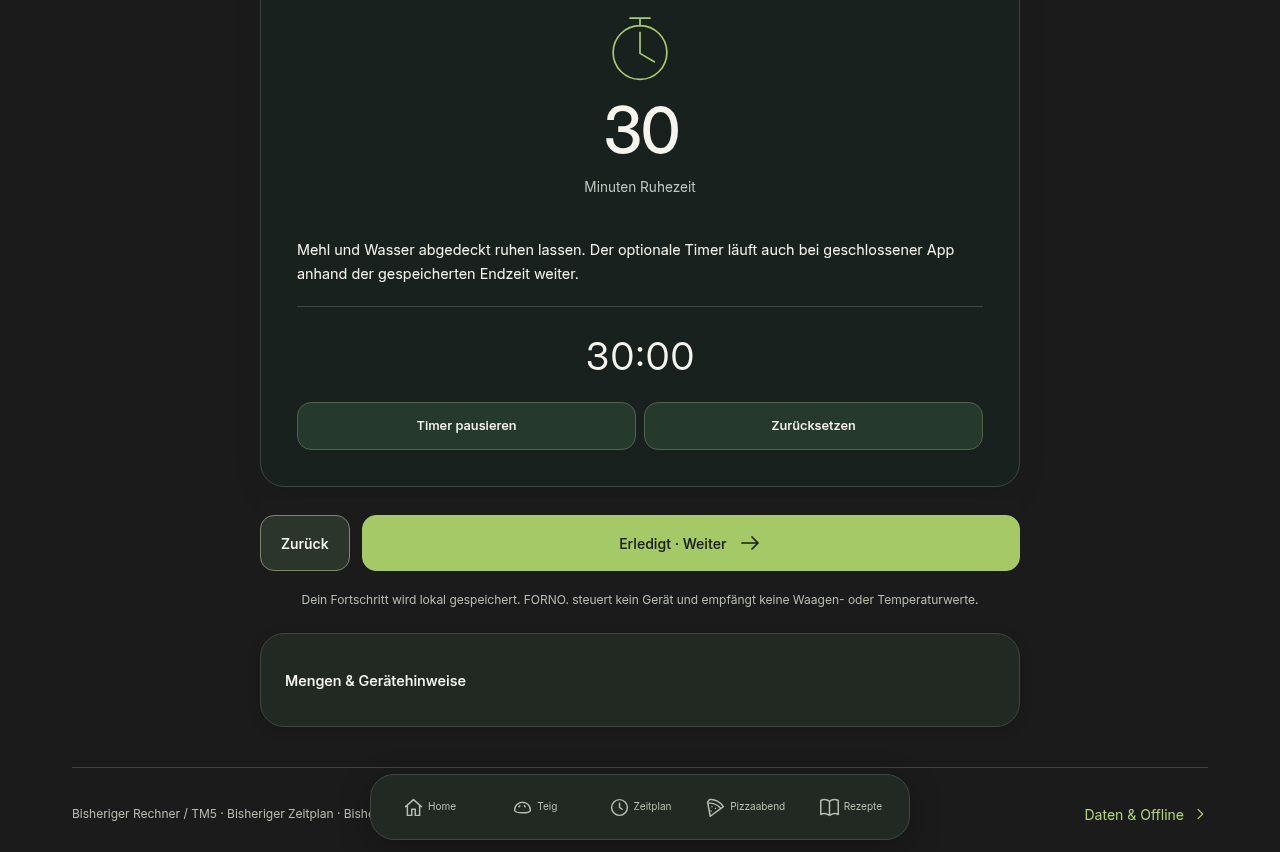 30
Minuten Ruhezeit
Mehl und Wasser abgedeckt ruhen lassen. Der optionale Timer läuft auch bei geschlossener App
anhand der gespeicherten Endzeit weiter.
30:00
Timer pausieren
Zurücksetzen
Zurück
Erledigt · Weiter
Dein Fortschritt wird lokal gespeichert. FORNO. steuert kein Gerät und empfängt keine Waagen- oder Temperaturwerte.
Mengen & Gerätehinweise
Bisheriger Rechner / TM5 · Bisheriger Zeitplan ·
Home
Teig
Zeitplan
Pizzaabend
Rezepte
Daten & Offline